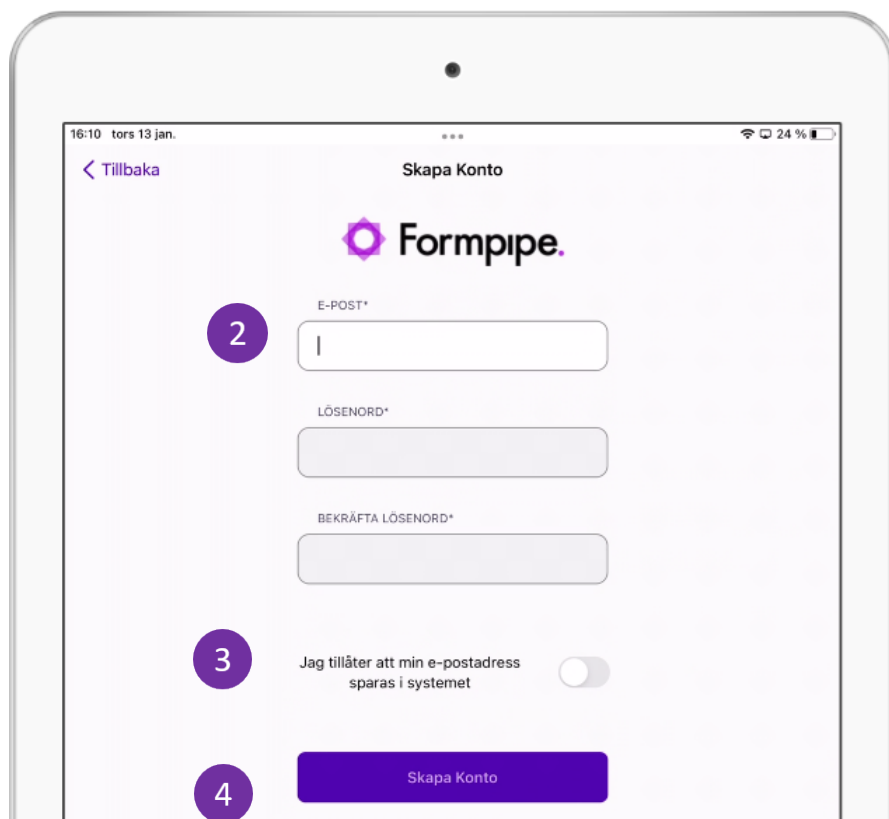 16:10 tors 13 jan.
24 %
Tillbaka
Skapa Konto
Formpipe.
E-POST*
2
LÖSENORD*
BEKRÄFTA LÖSENORD*
3
Jag tillåter att min e-postadress
sparas i systemet
Skapa Konto
4